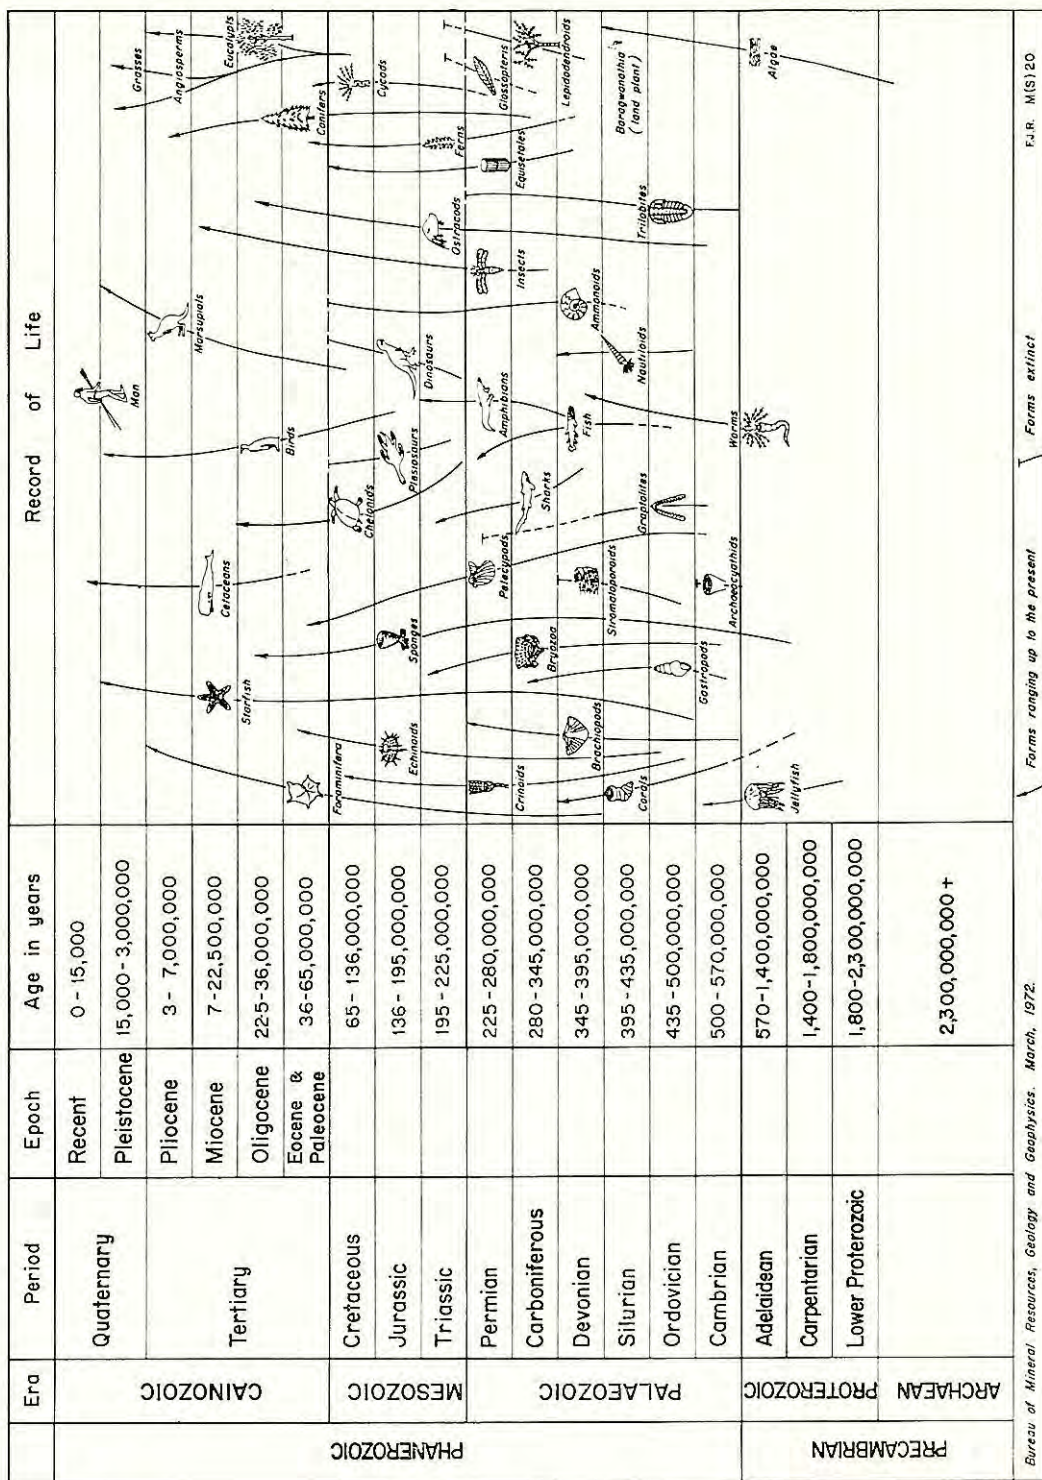 Era Period Epoch Age in years Record of Life
PHANEROZOIC
PRECAMBRIAN
CAINOZOIC
MESOZOIC
PALAEOZOIC
PROTEROZOIC
ARCHAEAN
Quaternary
Tertiary
Recent 0-15,000
Pleistocene 15,000-3,000,000
Pliocene 3-7,000,000
Miocene 7-22,500,000
Oligocene 22·5-36,000,000
Eocene &
Paleocene 36-65,000,000
Cretaceous 65-136,000,000
Jurassic 136-195,000,000
Triassic 195-225,000,000
Permian 225-280,000,000
Carboniferous 280-345,000,000
Devonian 345-395,000,000
Silurian 395-435,000,000
Ordovician 435-500,000,000
Cambrian 500-570,000,000
Adelaidean 570-1,400,000,000
Carpentarian 1,400-1,800,000,000
Lower Proterozoic 1,800-2,300,000,000
2,300,000,000+
Grasses
Angiosperms
Man
Marsupials
Eucalypts
Cetaceans
Starfish
Birds
Conifers
Foraminifera
Chelonids
Cycads
Echinoids
Sponges
Plesiosaurs
Dinosaurs
Ferns
Ostracods
Crinoids
Pelecypods
Amphibians
Insects
Equisetales
Glossopteris
Bryozoa
Sharks
Lepidodendroids
Brachiopods
Stromatoporoids
Fish
Ammonoids
Baragwanathia
(land plant)
Corals
Graptolites
Nautiloids
Trilobites
Gastropods
Archaeocyathids
Worms
Algae
Jellyfish
Bureau of Mineral Resources, Geology and Geophysics. March, 1972.
Forms ranging up to the present
Forms extinct
F.J.R. M(S)20